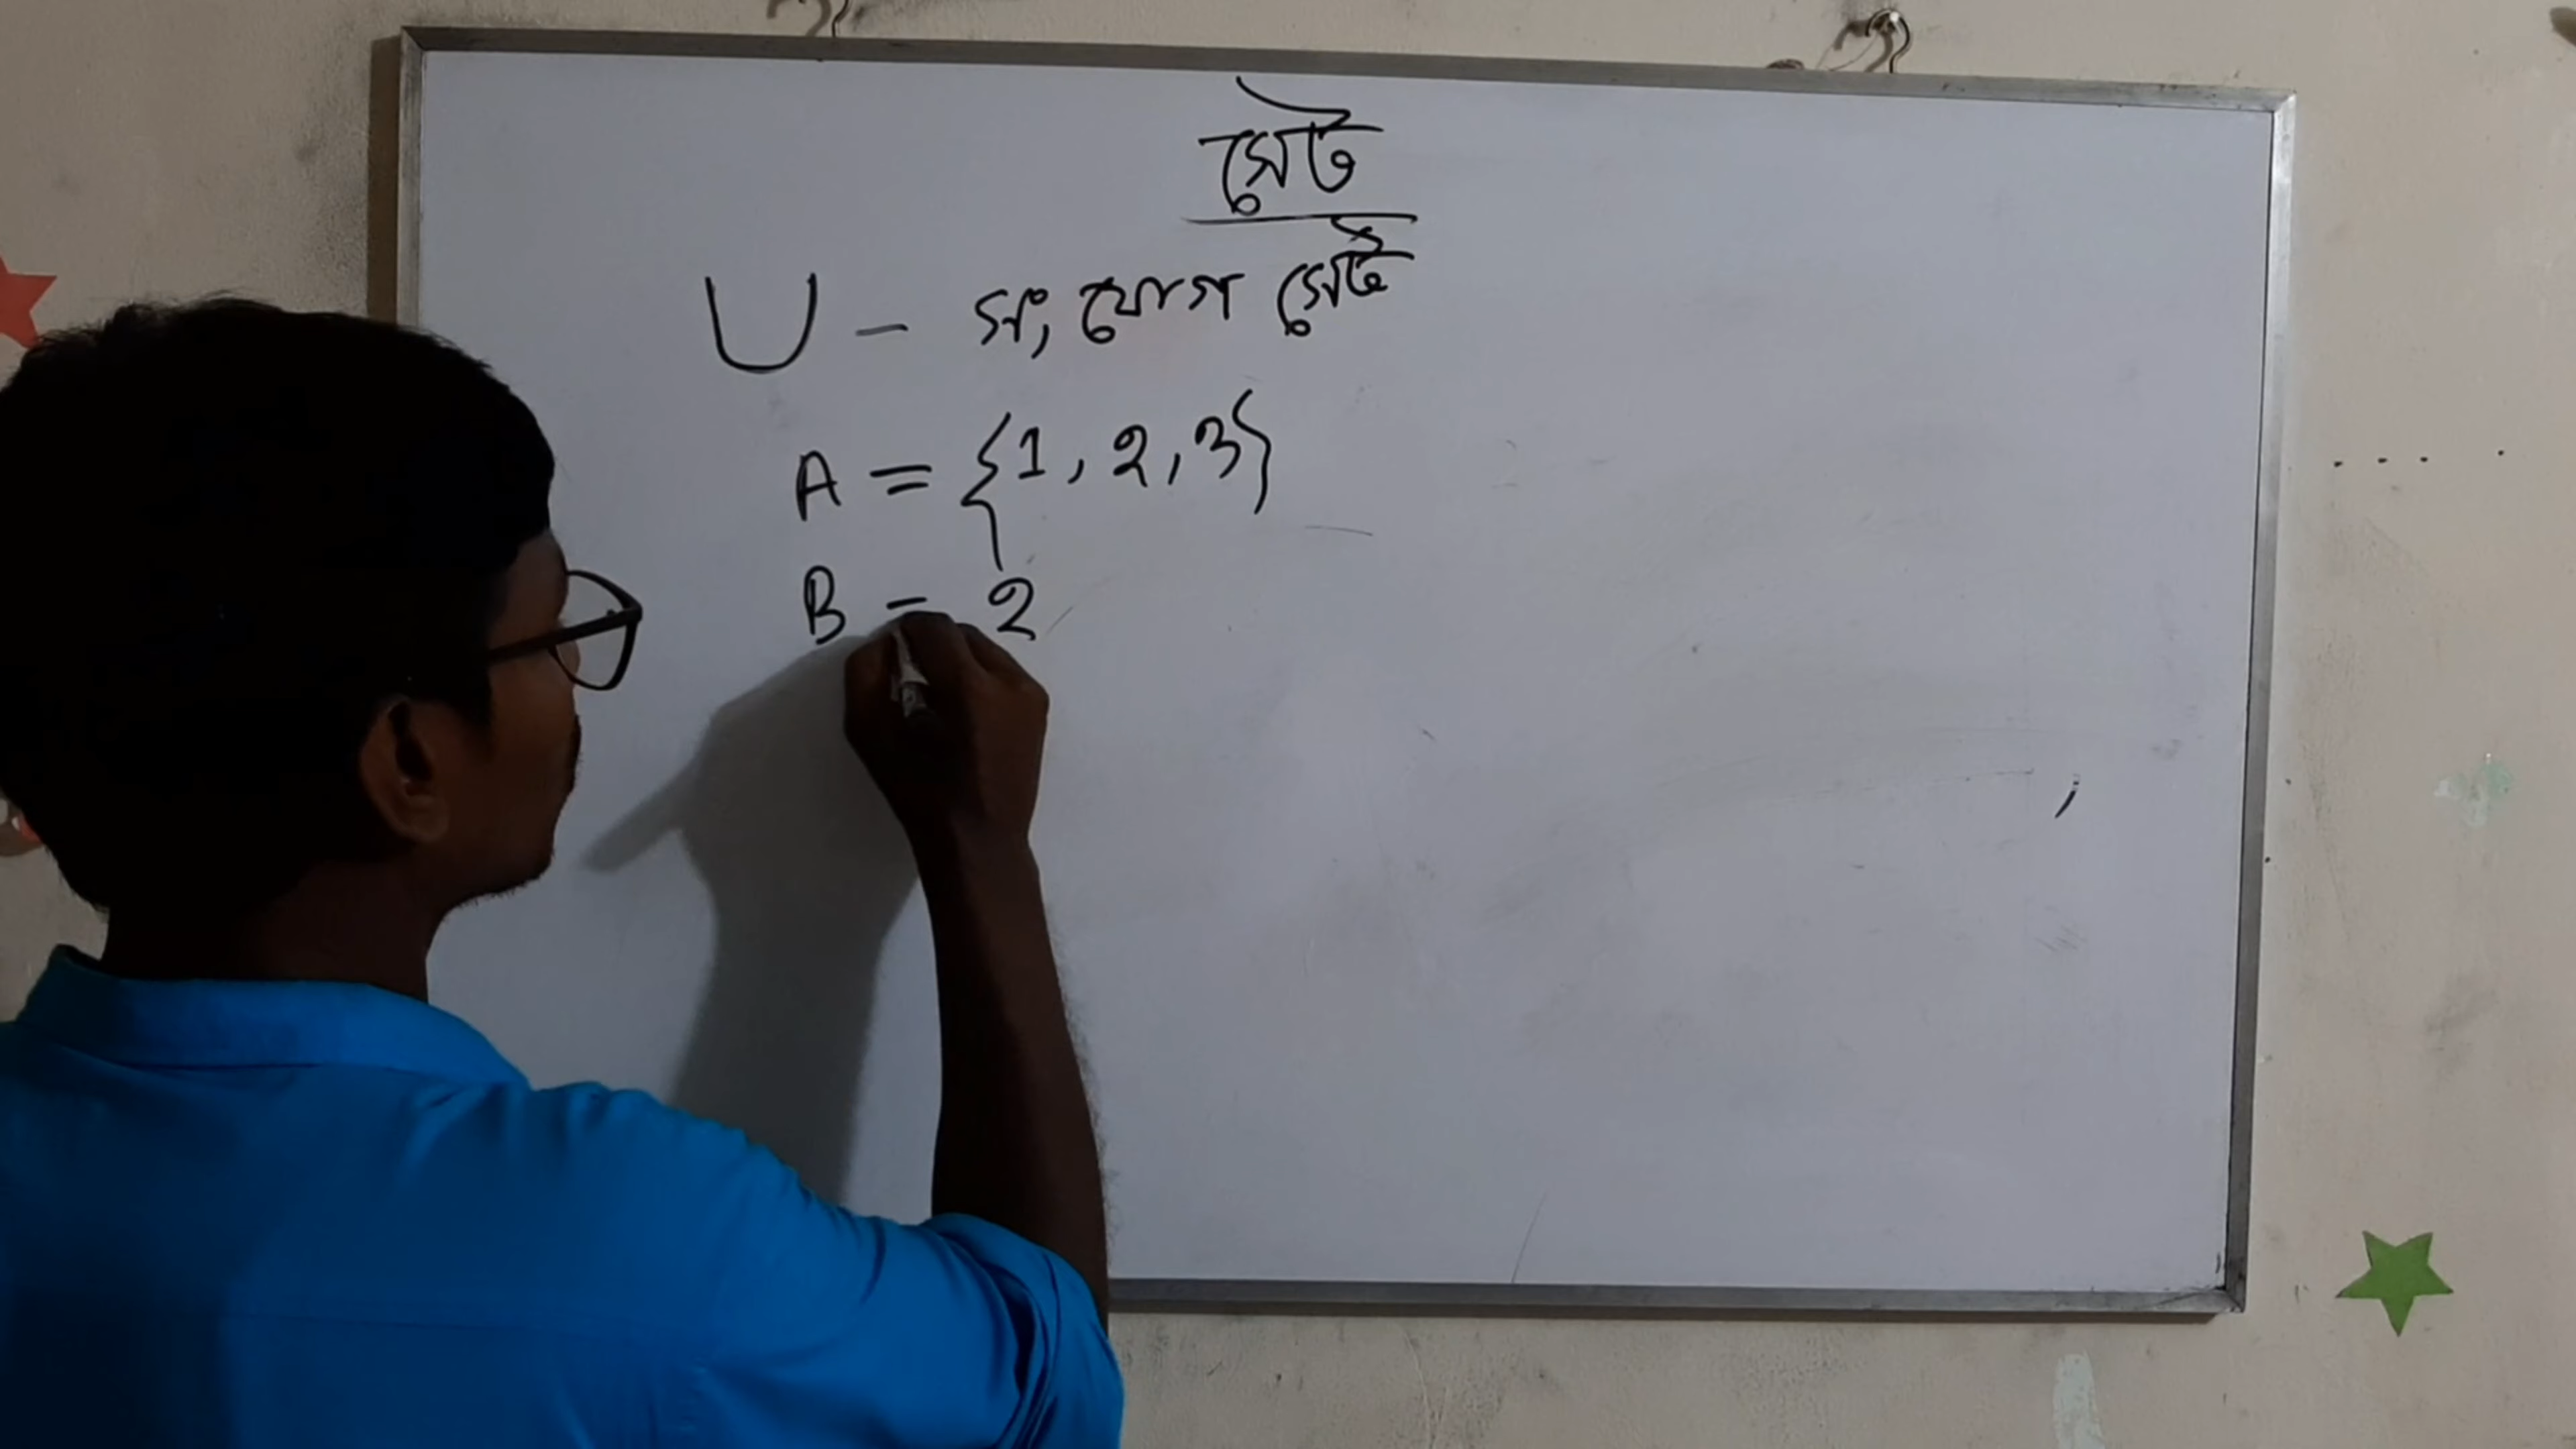 সেট
U - সংযোগ সেট
A = {1, 2, 3}
B = 2